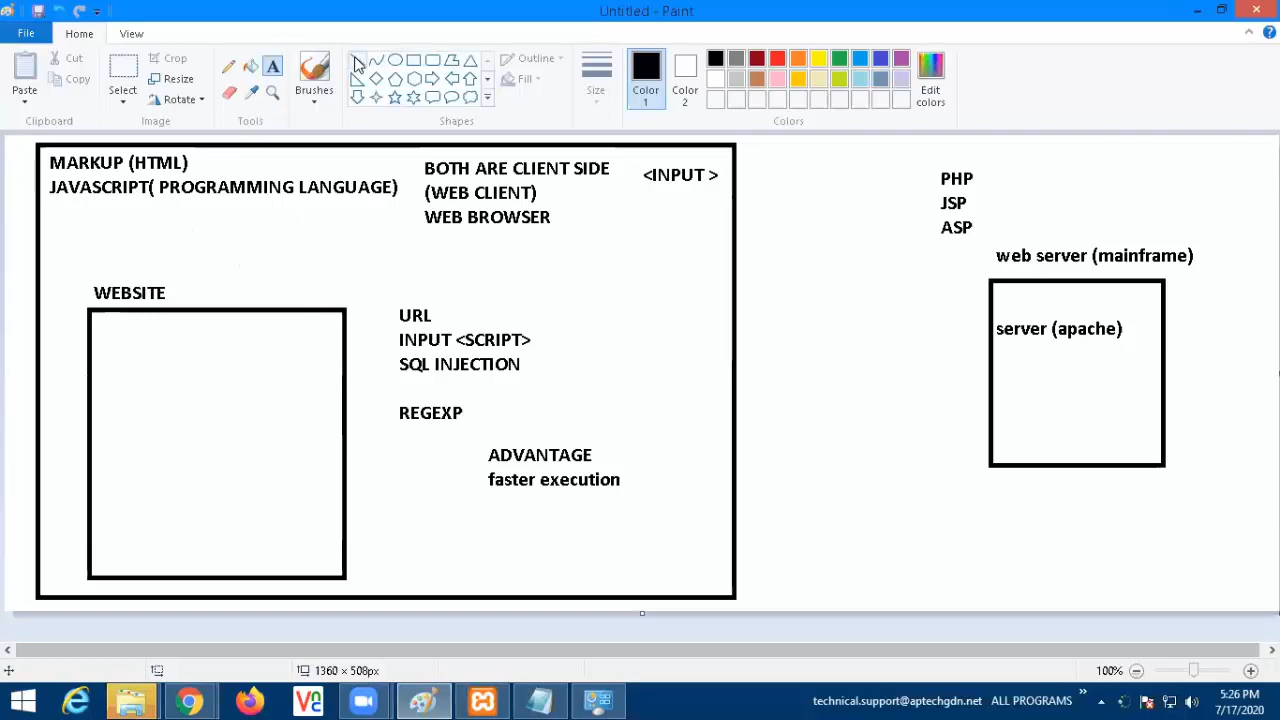 Untitled - Paint
File Home View
Paste
Cut
Copy
Clipboard
Select
Crop
Resize
Rotate
Image
A
Tools
Brushes
Outline
Fill
Shapes
Size
Color 1
Color 2
Edit colors
Colors
MARKUP (HTML)
JAVASCRIPT( PROGRAMMING LANGUAGE)
BOTH ARE CLIENT SIDE
(WEB CLIENT)
WEB BROWSER
<INPUT >
PHP
JSP
ASP
web server (mainframe)
server (apache)
WEBSITE
URL
INPUT <SCRIPT>
SQL INJECTION
REGEXP
ADVANTAGE
faster execution
1360 × 508px
100%
technical.support@aptechgdn.net ALL PROGRAMS
5:26 PM
7/17/2020